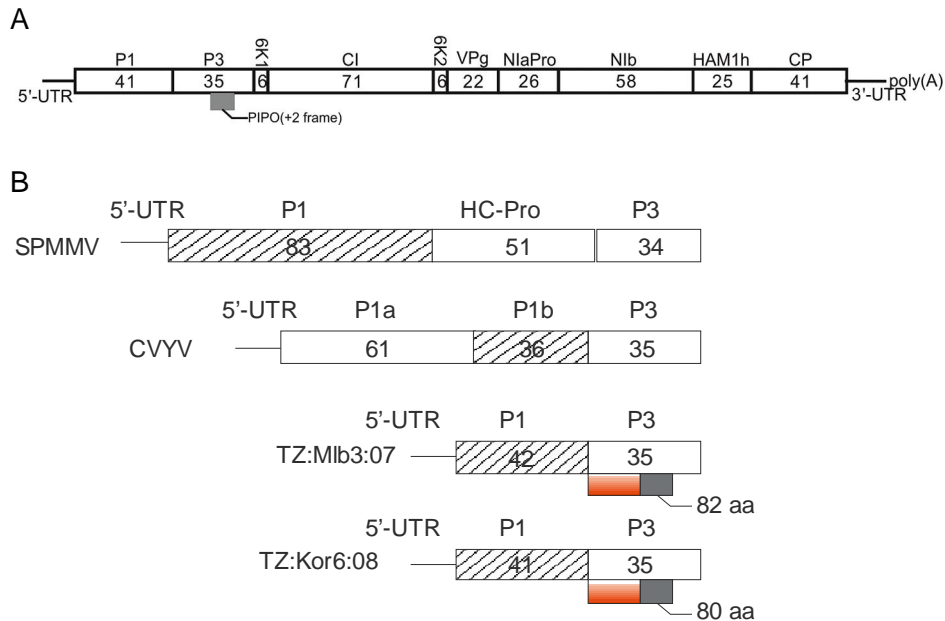 A
P1 P3 6K1 CI 6K2 VPg NIaPro NIb HAM1h CP
41 35 6 71 6 22 26 58 25 41
5'-UTR 3'-UTR poly(A)
PIPO(+2 frame)
B
5'-UTR P1 HC-Pro P3
SPMMV 83 51 34
5'-UTR P1a P1b P3
CVYV 61 36 35
5'-UTR P1 P3
TZ:Mlb3:07 42 35
82 aa
5'-UTR P1 P3
TZ:Kor6:08 41 35
80 aa